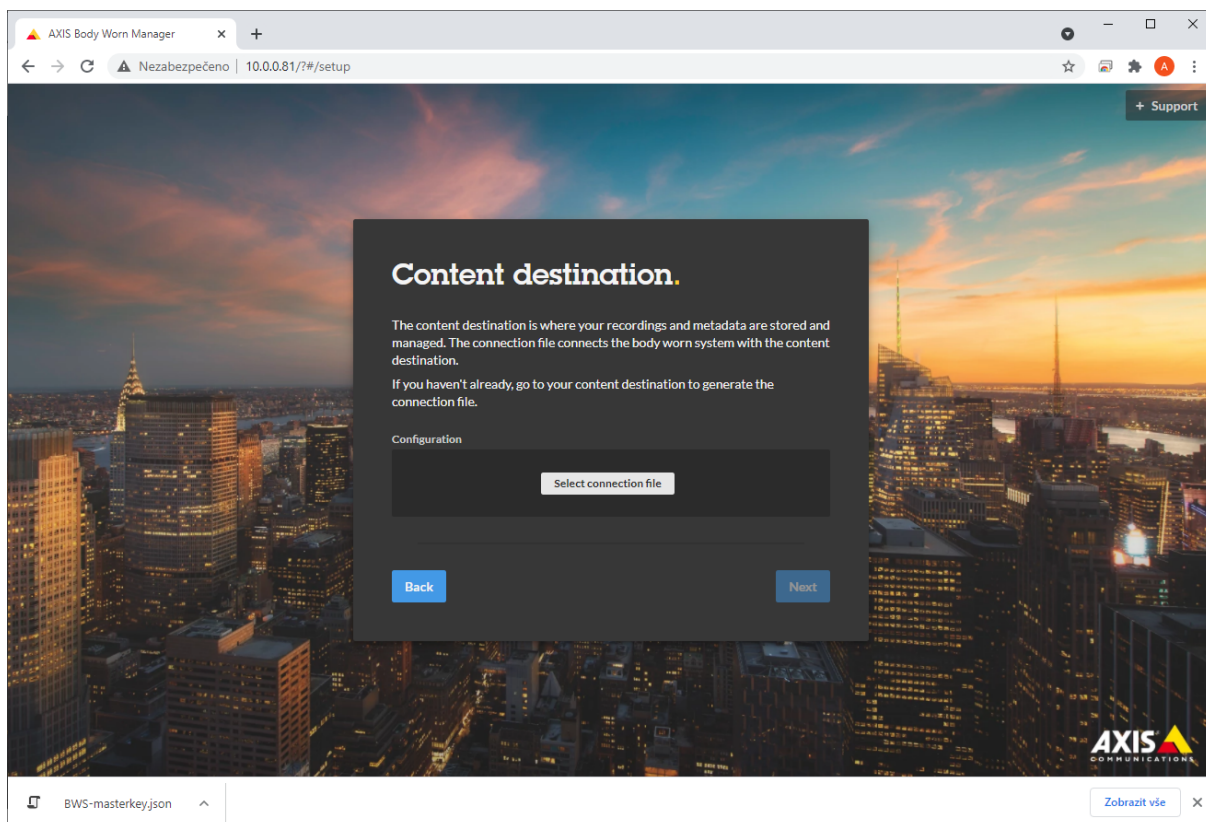 AXIS Body Worn Manager
Nezabezpečeno | 10.0.0.81/?#/setup
A
+ Support
Content destination.
The content destination is where your recordings and metadata are stored and
managed. The connection file connects the body worn system with the content
destination.
If you haven't already, go to your content destination to generate the
connection file.
Configuration
Select connection file
Back
Next
AXIS
COMMUNICATIONS
BWS-masterkey.json
Zobrazit vše